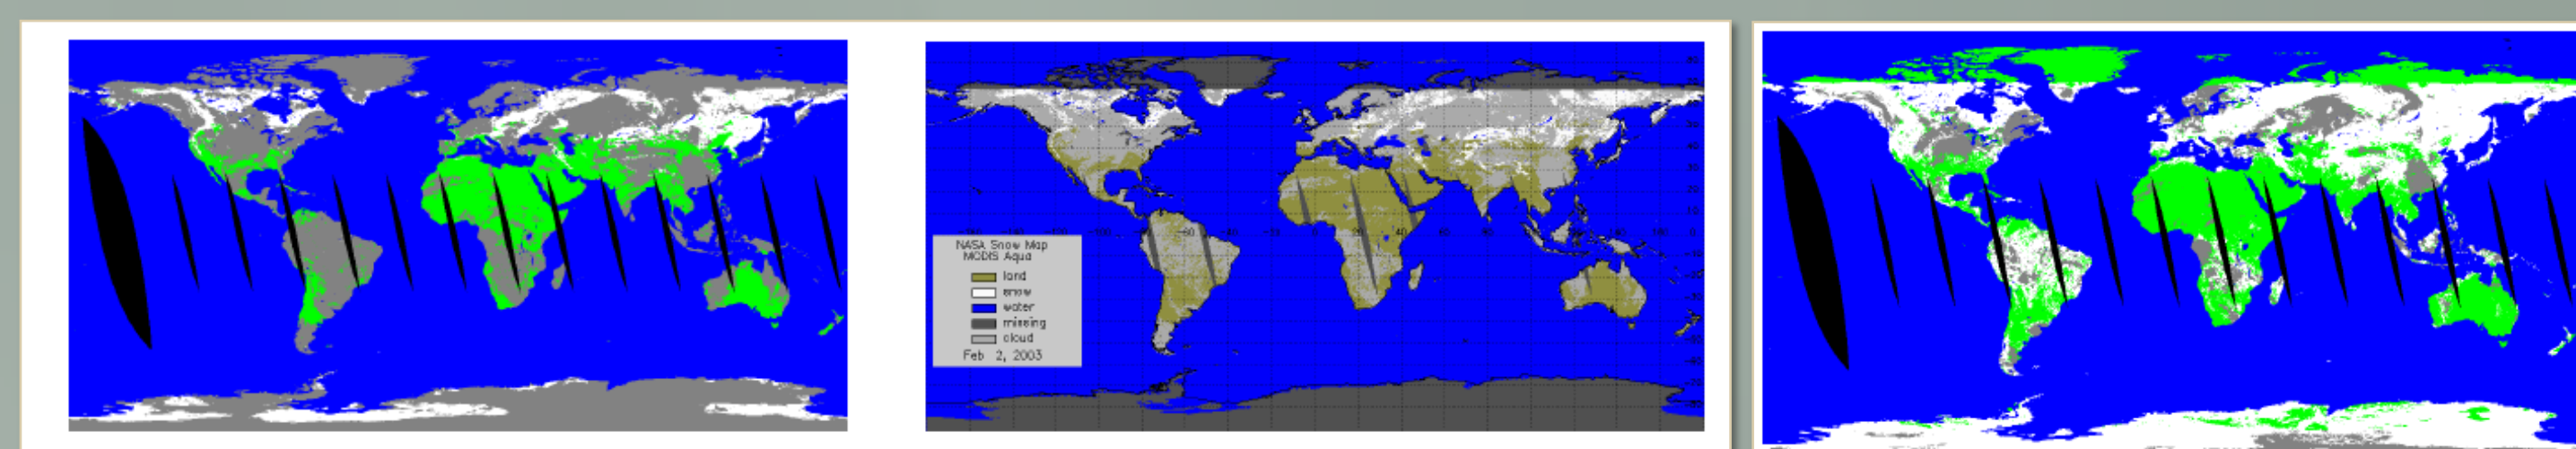 NASA Snow Map
MODIS Aqua
land
snow
water
missing
cloud
Feb 2, 2003